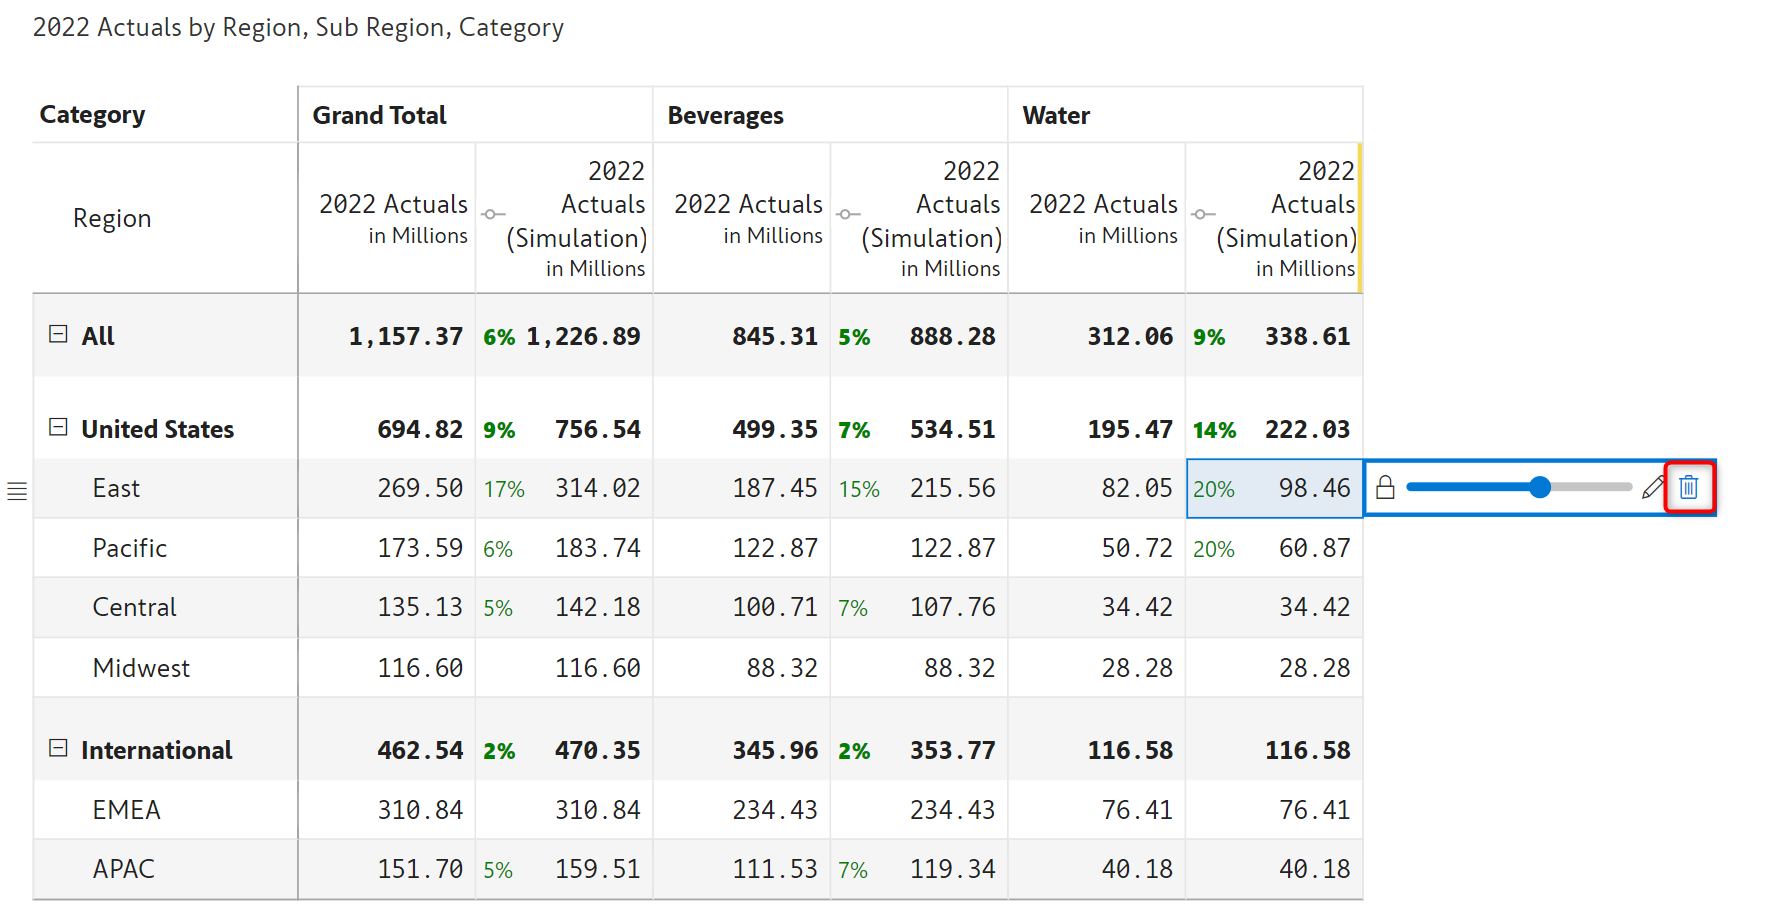 2022 Actuals by Region, Sub Region, Category
Category Grand Total Beverages Water
Region 2022 Actuals in Millions 2022 Actuals (Simulation) in Millions 2022 Actuals in Millions 2022 Actuals (Simulation) in Millions 2022 Actuals in Millions 2022 Actuals (Simulation) in Millions
All 1,157.37 6% 1,226.89 845.31 5% 888.28 312.06 9% 338.61
United States 694.82 9% 756.54 499.35 7% 534.51 195.47 14% 222.03
East 269.50 17% 314.02 187.45 15% 215.56 82.05 20% 98.46
Pacific 173.59 6% 183.74 122.87 122.87 50.72 20% 60.87
Central 135.13 5% 142.18 100.71 7% 107.76 34.42 34.42
Midwest 116.60 116.60 88.32 88.32 28.28 28.28
International 462.54 2% 470.35 345.96 2% 353.77 116.58 116.58
EMEA 310.84 310.84 234.43 234.43 76.41 76.41
APAC 151.70 5% 159.51 111.53 7% 119.34 40.18 40.18